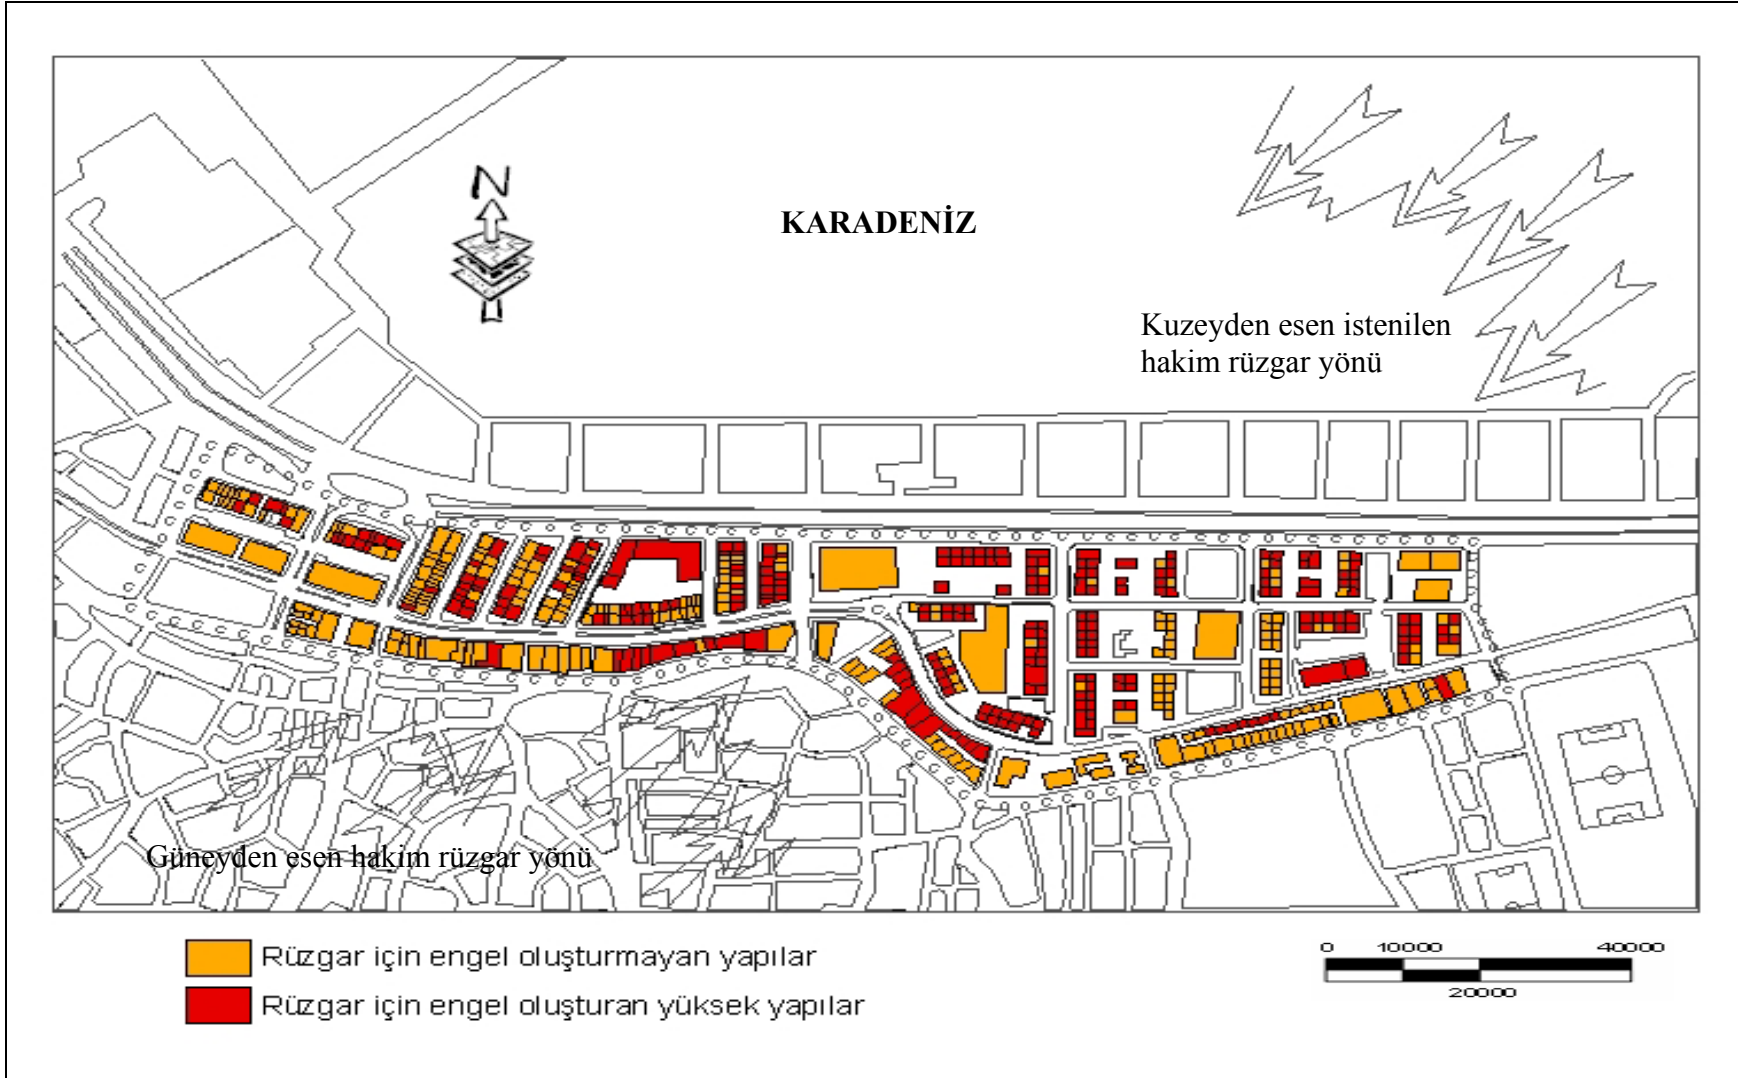 N
KARADENİZ
Kuzeyden esen istenilen
hakim rüzgar yönü
Güneyden esen hakim rüzgar yönü
Rüzgar için engel oluşturmayan yapılar
Rüzgar için engel oluşturan yüksek yapılar
0 10000 40000
20000